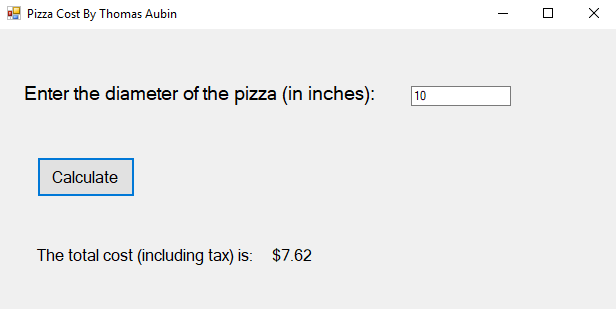 Pizza Cost By Thomas Aubin
Enter the diameter of the pizza (in inches): 10
Calculate
The total cost (including tax) is: $7.62